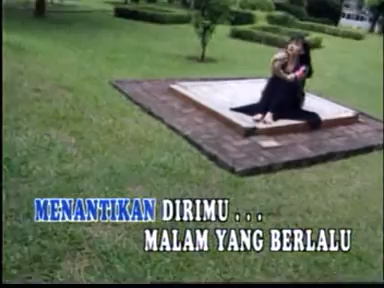 MENANTIKAN DIRIMU . . .
MALAM YANG BERLALU